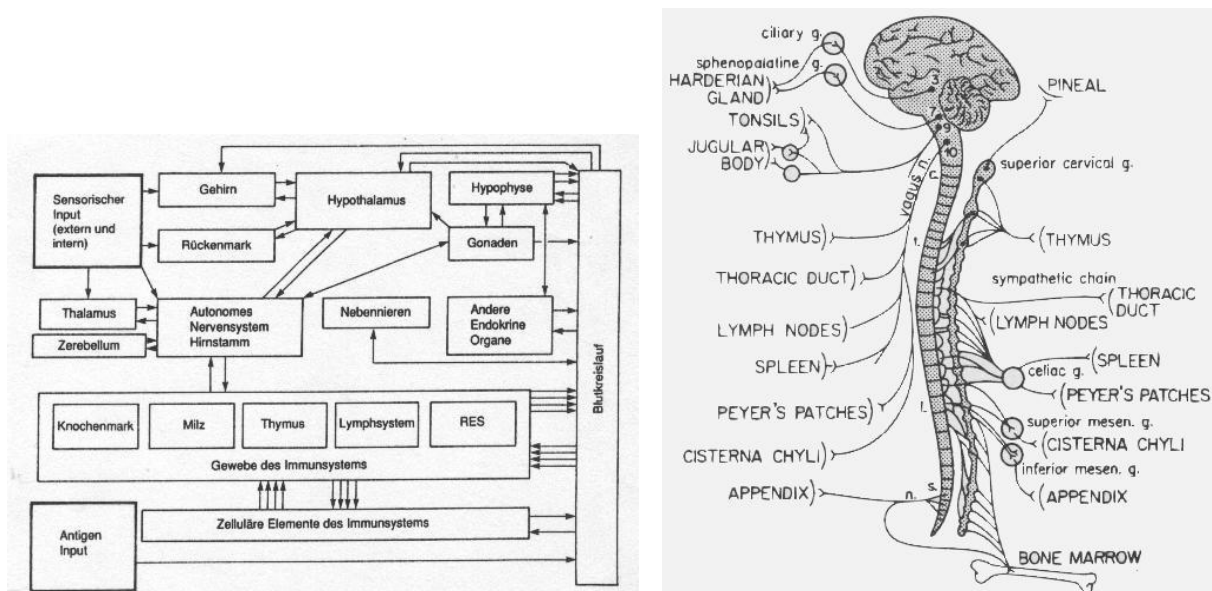 Sensorischer
Input
(extern und
intern)
Gehirn
Hypothalamus
Hypophyse
Rückenmark
Gonaden
Thalamus
Zerebellum
Autonomes
Nervensystem
Hirnstamm
Nebennieren
Andere
Endokrine
Organe
Blutkreislauf
Knochenmark
Milz
Thymus
Lymphsystem
RES
Gewebe des Immunsystems
Zelluläre Elemente des Immunsystems
Antigen
Input
ciliary g.
sphenopalatine g.
HARDERIAN
GLAND
TONSILS
JUGULAR
BODY
vagus n.
THYMUS
THORACIC DUCT
LYMPH NODES
SPLEEN
PEYER'S PATCHES
CISTERNA CHYLI
APPENDIX
n.
3
7
9
10
c.
t.
l.
s.
PINEAL
superior cervical g.
THYMUS
sympathetic chain
THORACIC
DUCT
LYMPH NODES
SPLEEN
celiac g.
PEYER'S PATCHES
superior mesen. g.
CISTERNA CHYLI
inferior mesen. g.
APPENDIX
BONE MARROW